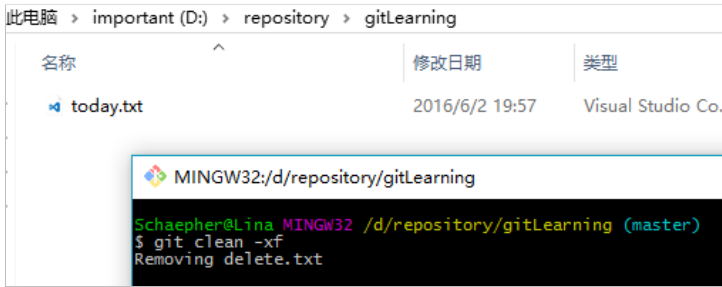 此电脑 > important (D:) > repository > gitLearning
名称 修改日期 类型
today.txt 2016/6/2 19:57 Visual Studio Co.
MINGW32:/d/repository/gitLearning
Schaepher@Lina MINGW32 /d/repository/gitLearning (master)
$ git clean -xf
Removing delete.txt